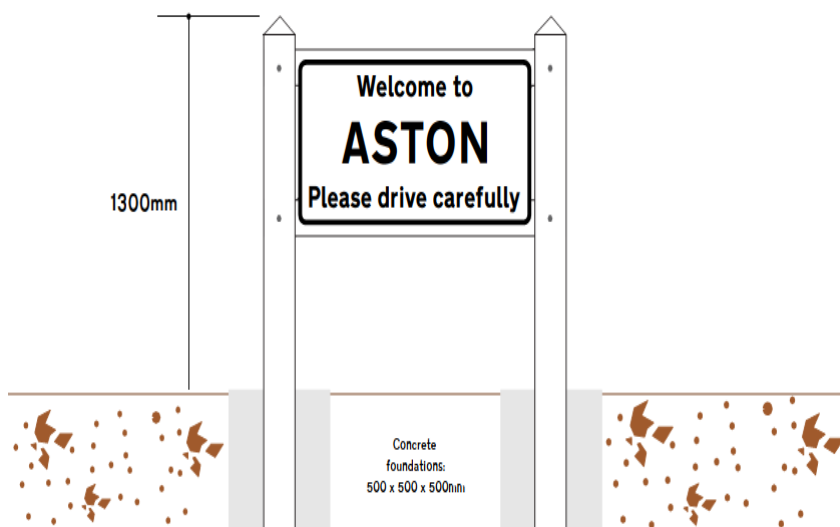 Welcome to
ASTON
Please drive carefully
1300mm
Concrete
foundations:
500 x 500 x 500mm